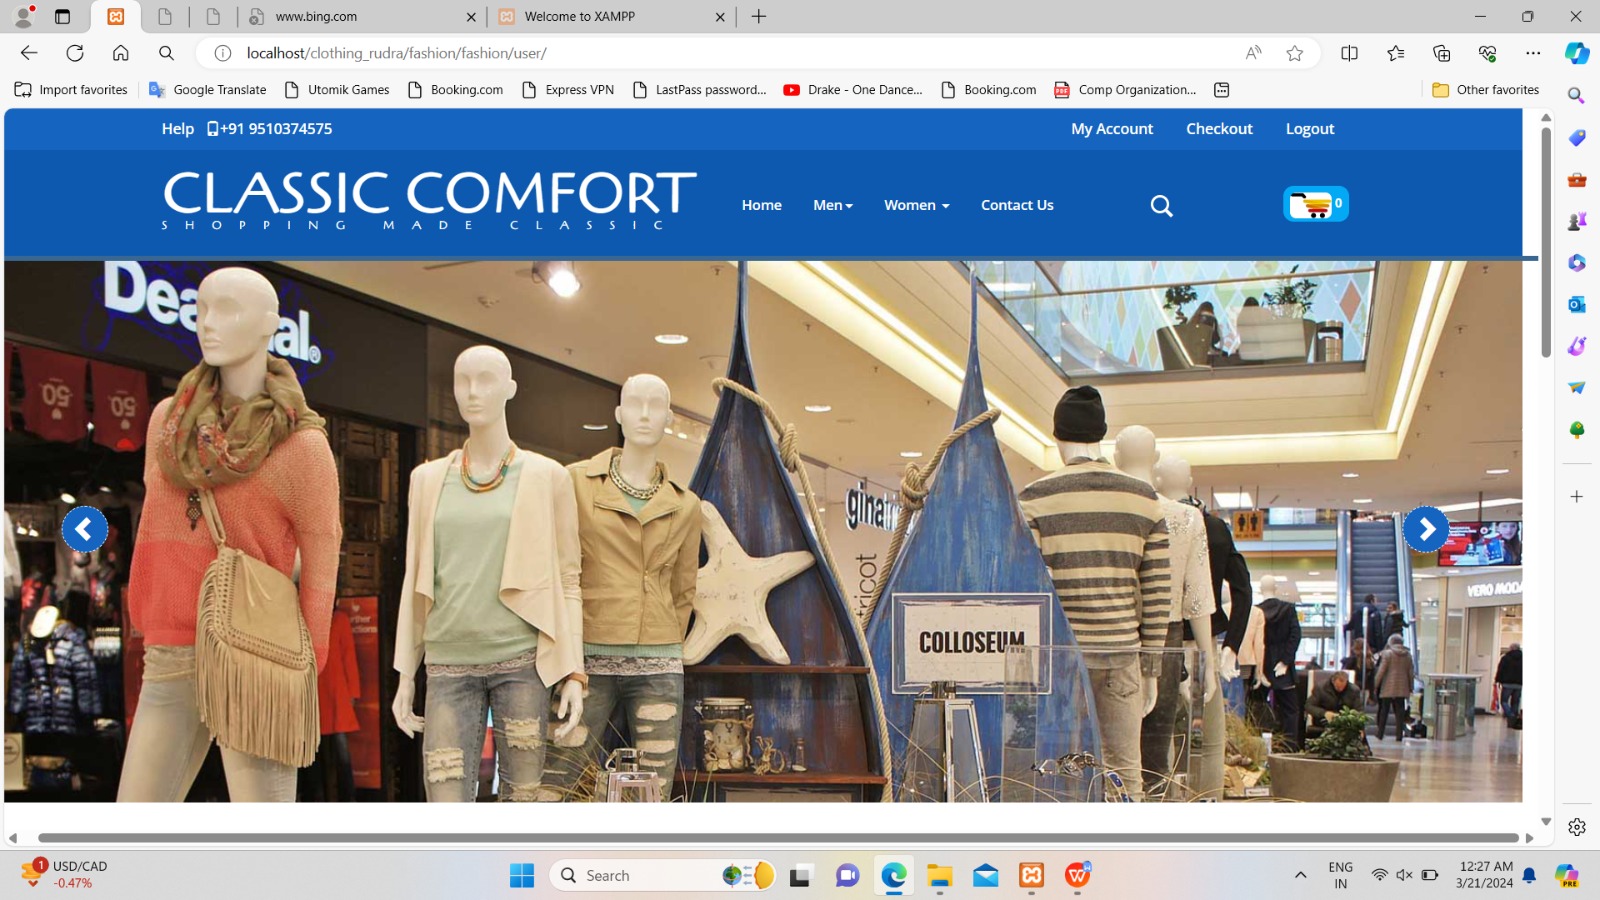 www.bing.com
Welcome to XAMPP
localhost/clothing_rudra/fashion/fashion/user/
Import favorites
Google Translate
Utomik Games
Booking.com
Express VPN
LastPass password...
Drake - One Dance...
Booking.com
Comp Organization...
Other favorites
Help +91 9510374575
My Account
Checkout
Logout
CLASSIC COMFORT
SHOPPING MADE CLASSIC
Home
Men
Women
Contact Us
0
50
50
tricot
COLLOSEUM
VERO MODA
1
USD/CAD
-0.47%
Search
ENG
IN
12:27 AM
3/21/2024
PRE